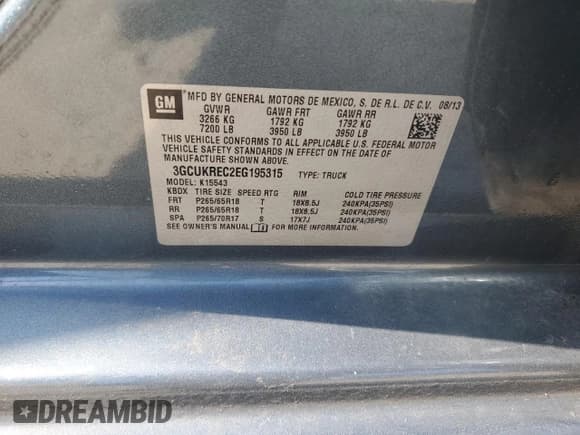 GM
MFD BY GENERAL MOTORS DE MEXICO, S. DE R.L. DE C.V. 08/13
GVWR GAWR FRT GAWR RR
3266 KG 1792 KG 1792 KG
7200 LB 3950 LB 3950 LB
THIS VEHICLE CONFORMS TO ALL APPLICABLE U.S. FEDERAL MOTOR
VEHICLE SAFETY STANDARDS IN EFFECT ON THE DATE OF
MANUFACTURE SHOWN ABOVE.
3GCUKREC2EG195315 TYPE: TRUCK
MODEL: K15543
KBDX TIRE SIZE SPEED RTG RIM COLD TIRE PRESSURE
FRT P265/65R18 T 18X8.5J 240KPA(35PSI)
RR P265/65R18 T 18X8.5J 240KPA(35PSI)
SPA P265/70R17 S 17X7J 240KPA(35PSI)
SEE OWNER'S MANUAL FOR MORE INFORMATION.
DREAMBID